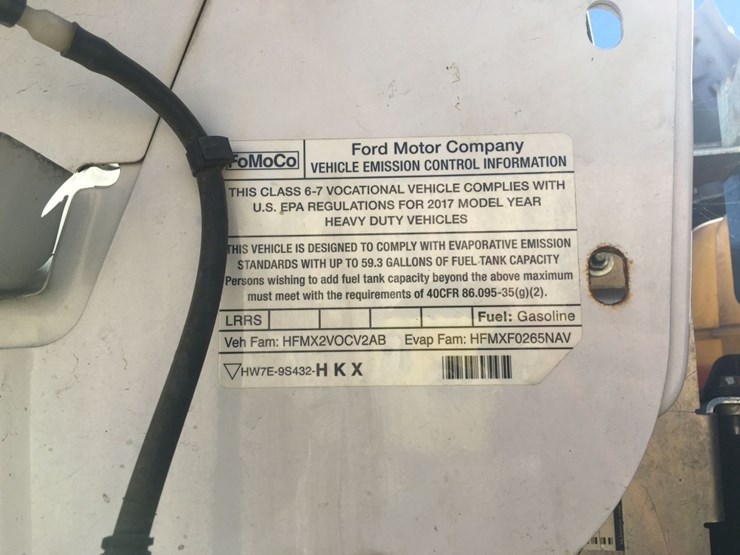 FoMoCo
Ford Motor Company
VEHICLE EMISSION CONTROL INFORMATION
THIS CLASS 6-7 VOCATIONAL VEHICLE COMPLIES WITH
U.S. EPA REGULATIONS FOR 2017 MODEL YEAR
HEAVY DUTY VEHICLES
THIS VEHICLE IS DESIGNED TO COMPLY WITH EVAPORATIVE EMISSION
STANDARDS WITH UP TO 59.3 GALLONS OF FUEL TANK CAPACITY
Persons wishing to add fuel tank capacity beyond the above maximum
must meet with the requirements of 40CFR 86.095-35(g)(2).
LRRS Fuel: Gasoline
Veh Fam: HFMX2VOCV2AB Evap Fam: HFMXF0265NAV
HW7E-9S432-H K X